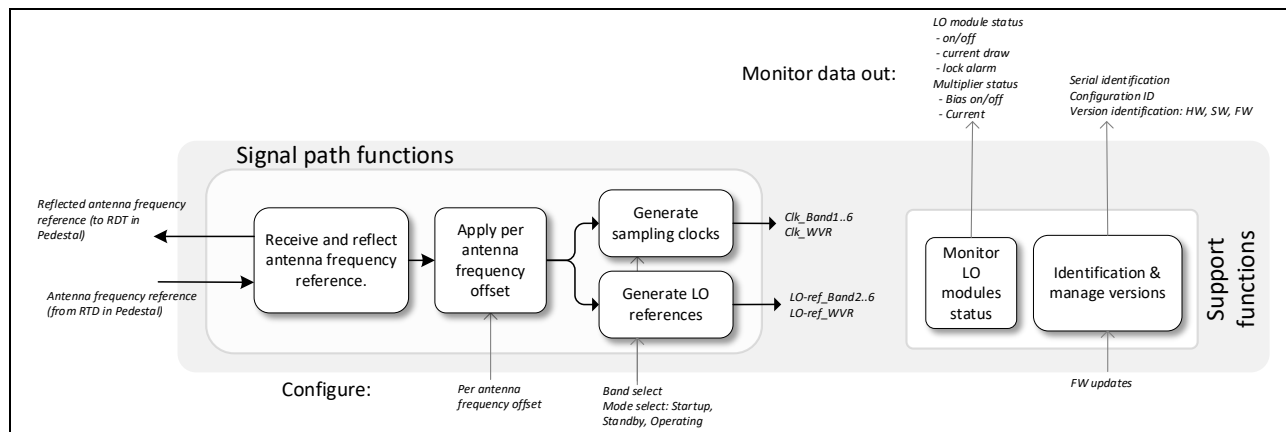 LO module status
- on/off
- current draw
- lock alarm
Multiplier status
- Bias on/off
- Current
Monitor data out:
Serial identification
Configuration ID
Version identification: HW, SW, FW
Signal path functions
Reflected antenna frequency
reference (to RDT in
Pedestal)
Antenna frequency reference
(from RTD in Pedestal)
Receive and reflect
antenna frequency
reference.
Apply per
antenna
frequency
offset
Generate
sampling clocks
Generate LO
references
Clk_Band1..6
Clk_WVR
LO-ref_Band2..6
LO-ref_WVR
Monitor
LO
modules
status
Identification &
manage versions
Support
functions
Configure:
Per antenna
frequency offset
Band select
Mode select: Startup,
Standby, Operating
FW updates